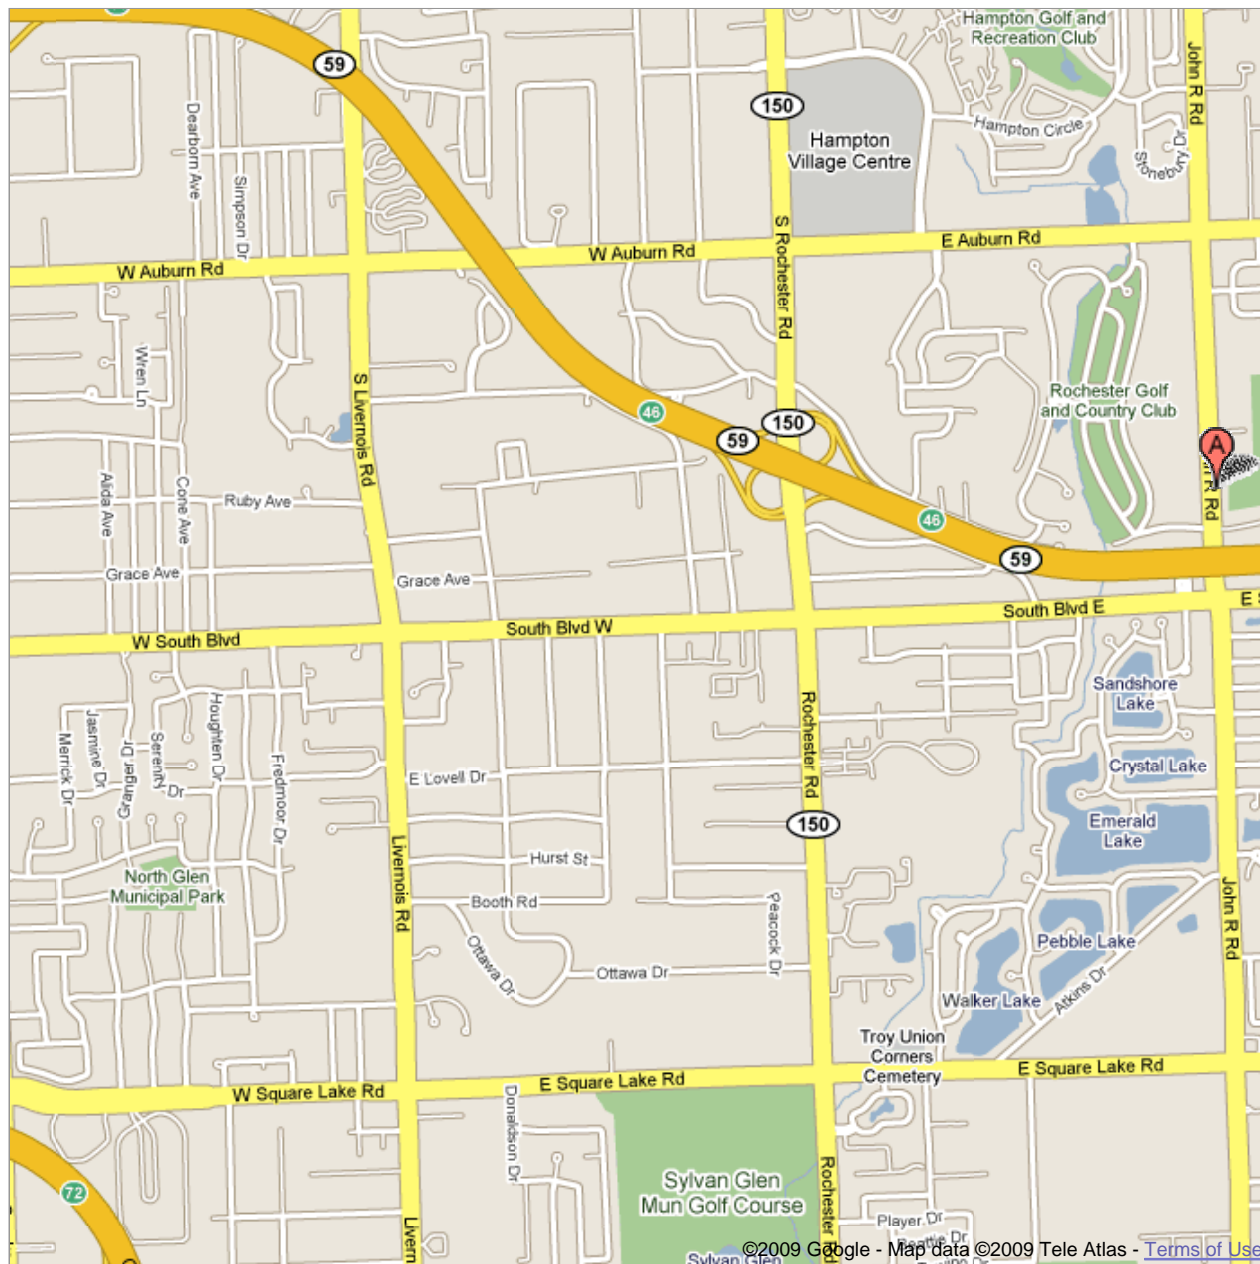 Hampton Golf and
Recreation Club
John R Rd
59
150
Hampton
Village Centre
Hampton Circle
Stonebury Dr
Dearborn Ave
Simpson Dr
S Rochester Rd
W Auburn Rd
W Auburn Rd
E Auburn Rd
Wren Ln
S Livernois Rd
Rochester Golf
and Country Club
46
150
59
A
Alida Ave
Cone Ave
Ruby Ave
46
59
Grace Ave
Grace Ave
W South Blvd
South Blvd W
South Blvd E
Sandshore
Lake
Crystal Lake
Emerald
Lake
Jasmine Dr
Merrick Dr
Granger Dr
Serenity Dr
Houghten Dr
Fredmoor Dr
E Lovell Dr
Rochester Rd
150
Hurst St
Livernois Rd
North Glen
Municipal Park
Booth Rd
Peacock Dr
John R Rd
Ottawa Dr
Ottawa Dr
Pebble Lake
Walker Lake
Atkins Dr
Troy Union
Corners
Cemetery
W Square Lake Rd
E Square Lake Rd
E Square Lake Rd
Donaldson Dr
72
Sylvan Glen
Mun Golf Course
Rochester Rd
Livern
Player Dr
Beattie Dr
Sylvan Glen
©2009 Google - Map data ©2009 Tele Atlas - Terms of Use